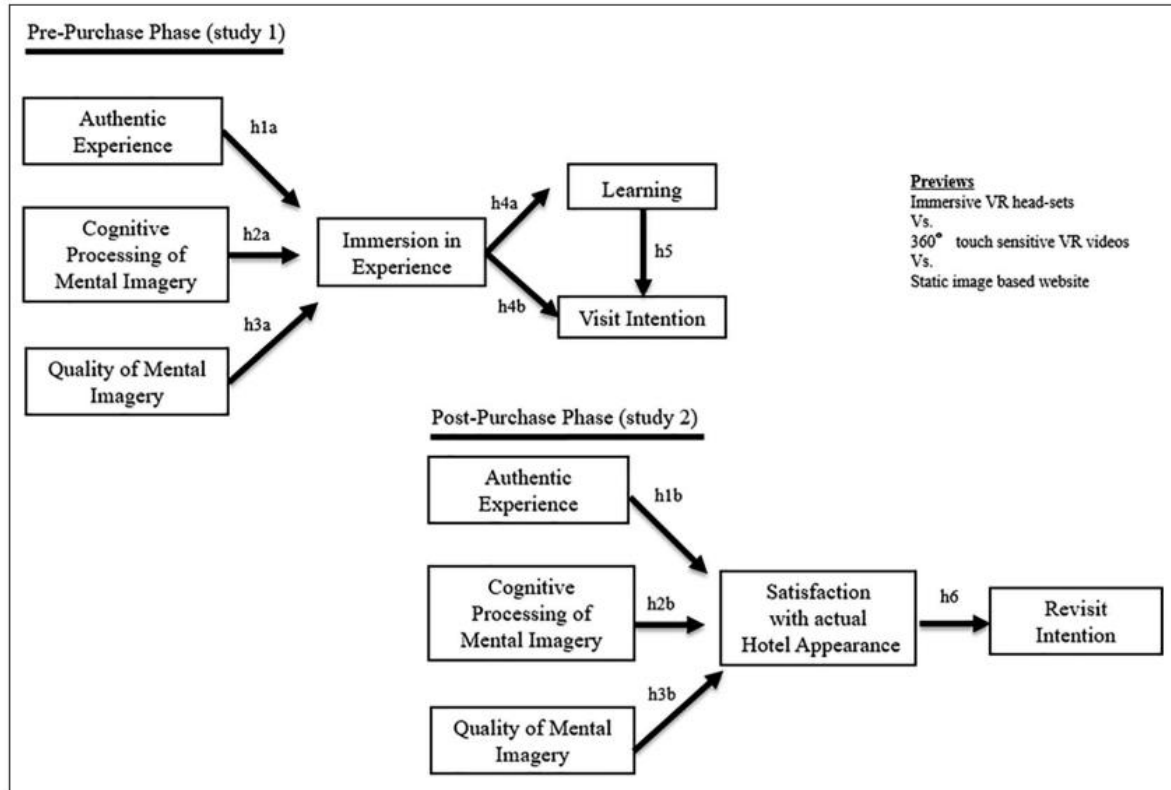 Pre-Purchase Phase (study 1)
Authentic
Experience
h1a
Cognitive
Processing of
Mental Imagery
h2a
Quality of Mental
Imagery
h3a
Immersion in
Experience
h4a
h4b
Learning
h5
Visit Intention
Previews
Immersive VR head-sets
Vs.
360° touch sensitive VR videos
Vs.
Static image based website
Post-Purchase Phase (study 2)
Authentic
Experience
h1b
Cognitive
Processing of
Mental Imagery
h2b
Quality of Mental
Imagery
h3b
Satisfaction
with actual
Hotel Appearance
h6
Revisit
Intention